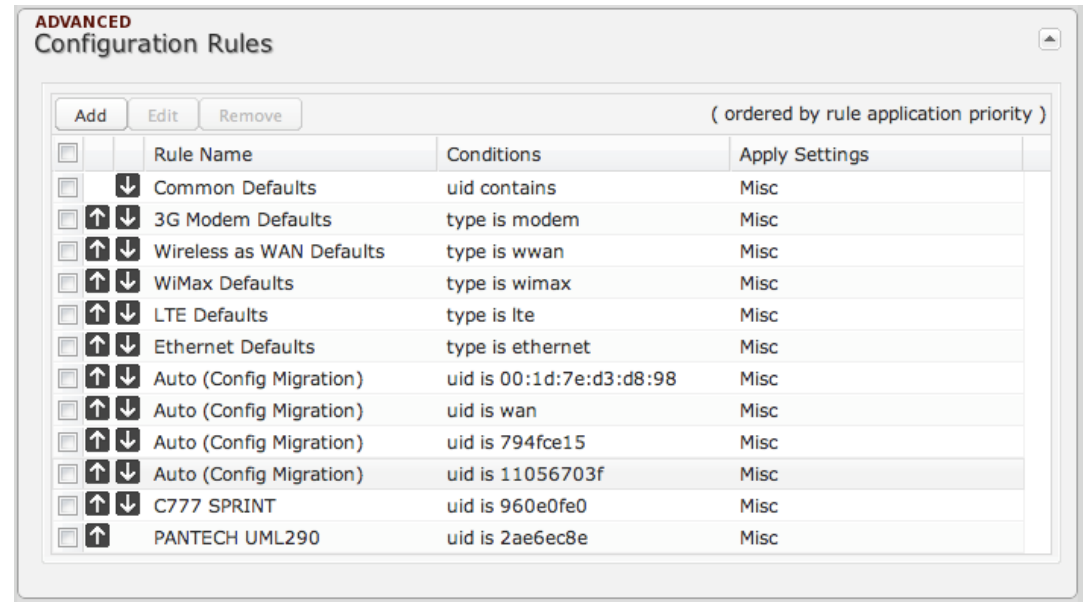 ADVANCED
Configuration Rules
Add Edit Remove ( ordered by rule application priority )
Rule Name Conditions Apply Settings
Common Defaults uid contains Misc
3G Modem Defaults type is modem Misc
Wireless as WAN Defaults type is wwan Misc
WiMax Defaults type is wimax Misc
LTE Defaults type is lte Misc
Ethernet Defaults type is ethernet Misc
Auto (Config Migration) uid is 00:1d:7e:d3:d8:98 Misc
Auto (Config Migration) uid is wan Misc
Auto (Config Migration) uid is 794fce15 Misc
Auto (Config Migration) uid is 11056703f Misc
C777 SPRINT uid is 960e0fe0 Misc
PANTECH UML290 uid is 2ae6ec8e Misc